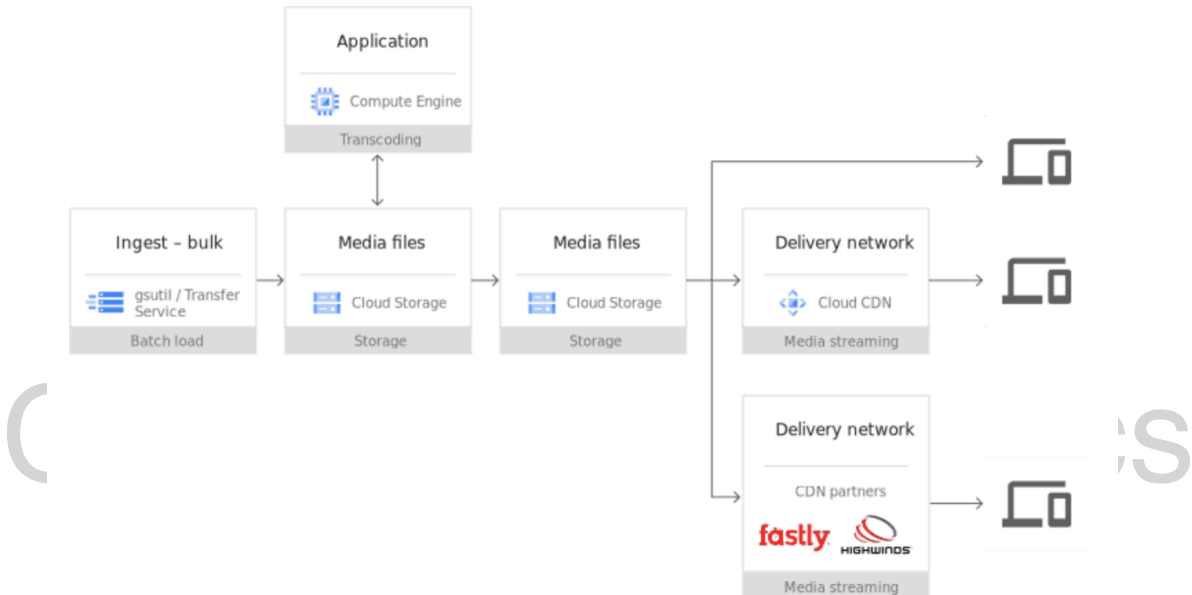 Application
Compute Engine
Transcoding
Ingest – bulk
gsutil / Transfer
Service
Batch load
Media files
Cloud Storage
Storage
Media files
Cloud Storage
Storage
Delivery network
Cloud CDN
Media streaming
Delivery network
CDN partners
fastly
HIGHWINDS
Media streaming